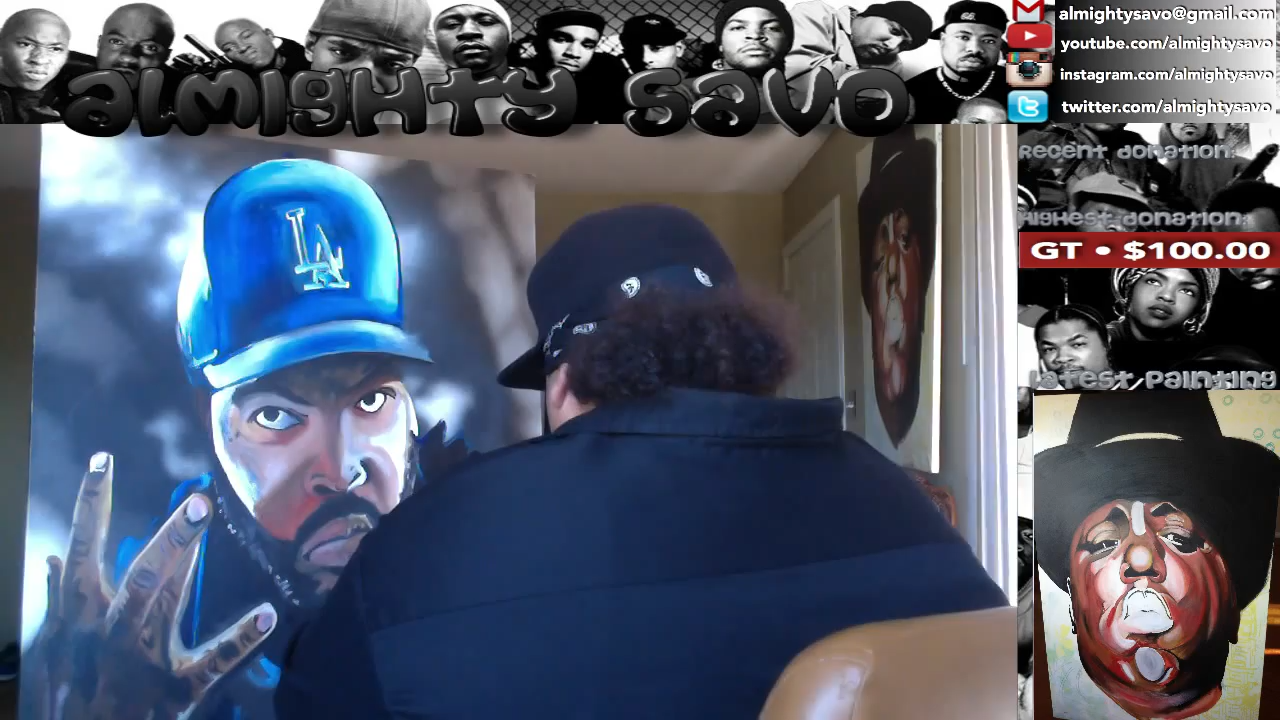 almightysavo@gmail.com
youtube.com/almightysavo
instagram.com/almightysavo
twitter.com/almightysavo
almighty savo
Recent donation:
Highest donation:
GT • $100.00
Latest painting
LA